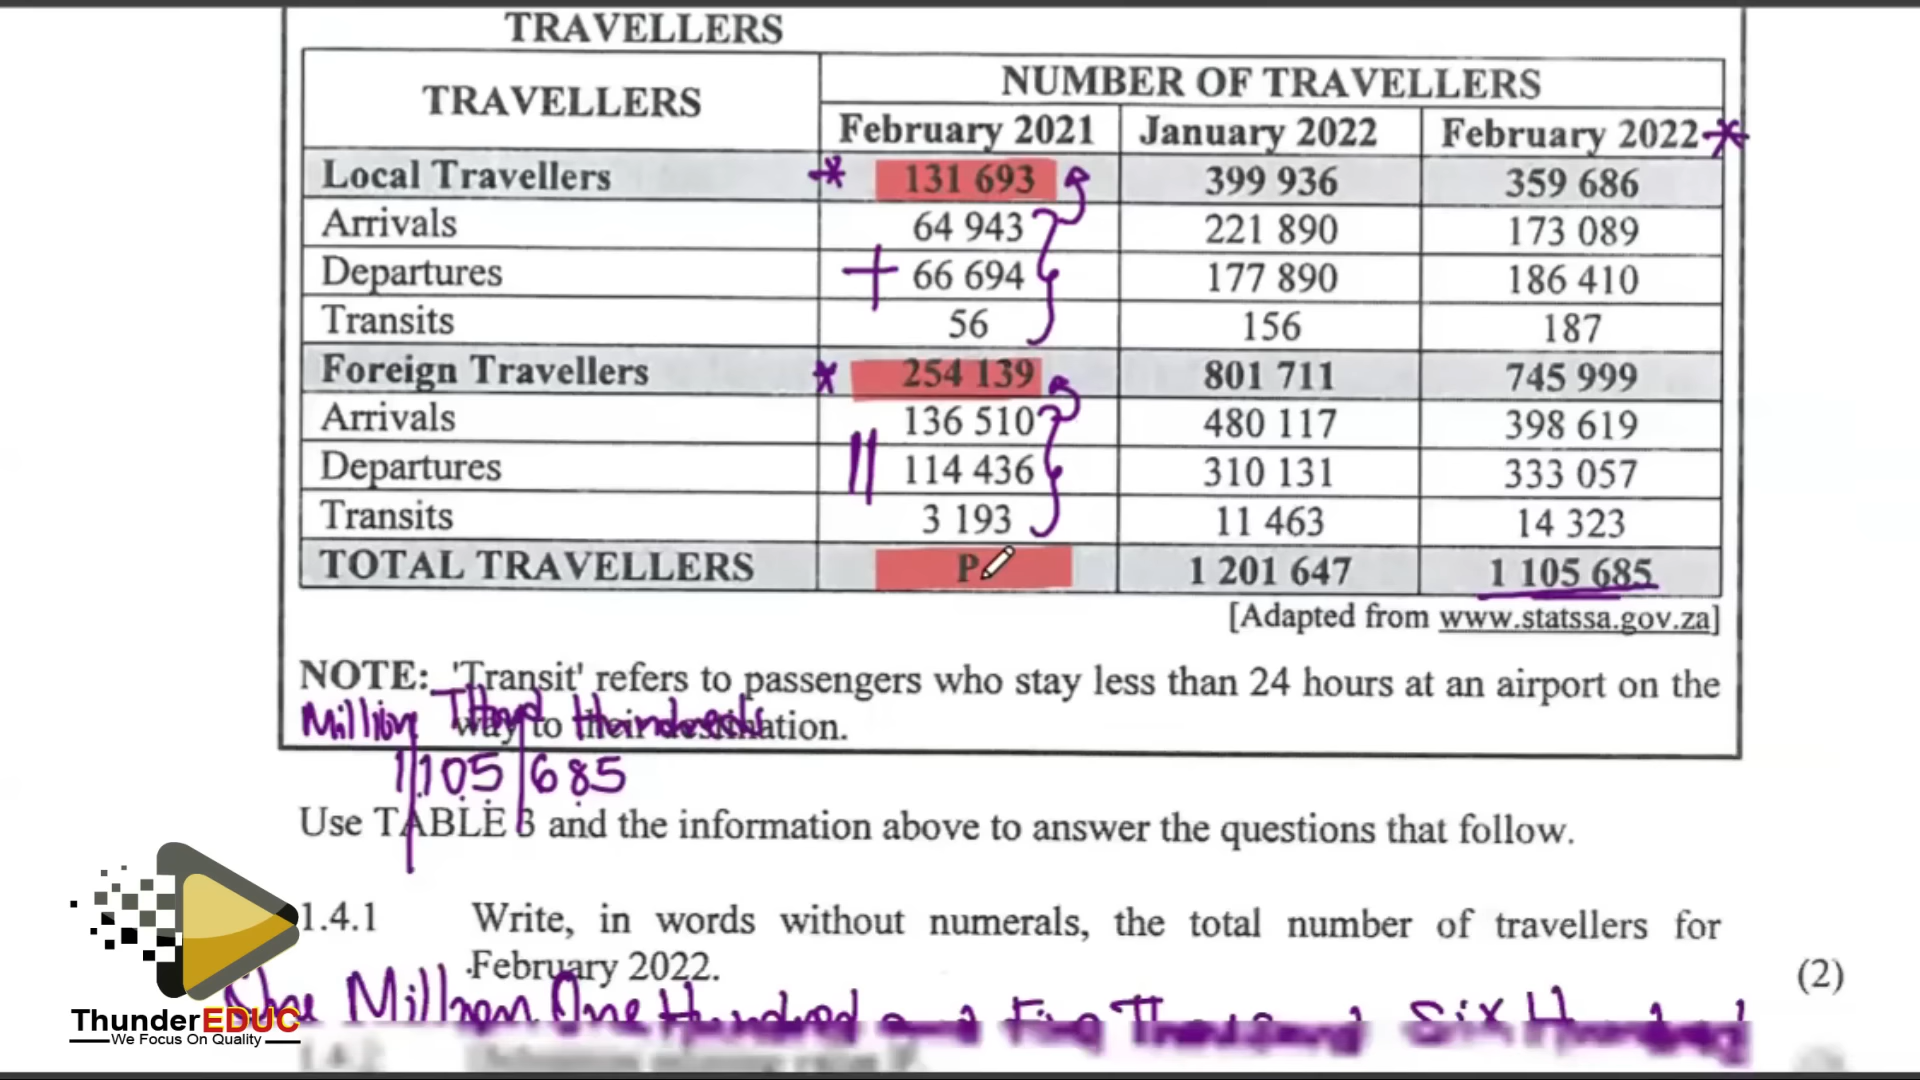 TRAVELLERS
TRAVELLERS NUMBER OF TRAVELLERS
February 2021 January 2022 February 2022
Local Travellers 131 693 399 936 359 686
Arrivals 64 943 221 890 173 089
Departures + 66 694 177 890 186 410
Transits 56 156 187
Foreign Travellers 254 139 801 711 745 999
Arrivals 136 510 480 117 398 619
Departures 114 436 310 131 333 057
Transits 3 193 11 463 14 323
TOTAL TRAVELLERS P 1 201 647 1 105 685
[Adapted from www.statssa.gov.za]
NOTE: 'Transit' refers to passengers who stay less than 24 hours at an airport on the
way to their destination.
Million Hundreds
1 105 685
Use TABLE 3 and the information above to answer the questions that follow.
1.4.1 Write, in words without numerals, the total number of travellers for
February 2022. (2)
One Million One Hundred and Five Thousand Six Hundred
ThunderEDUC
We Focus On Quality
1.4.2